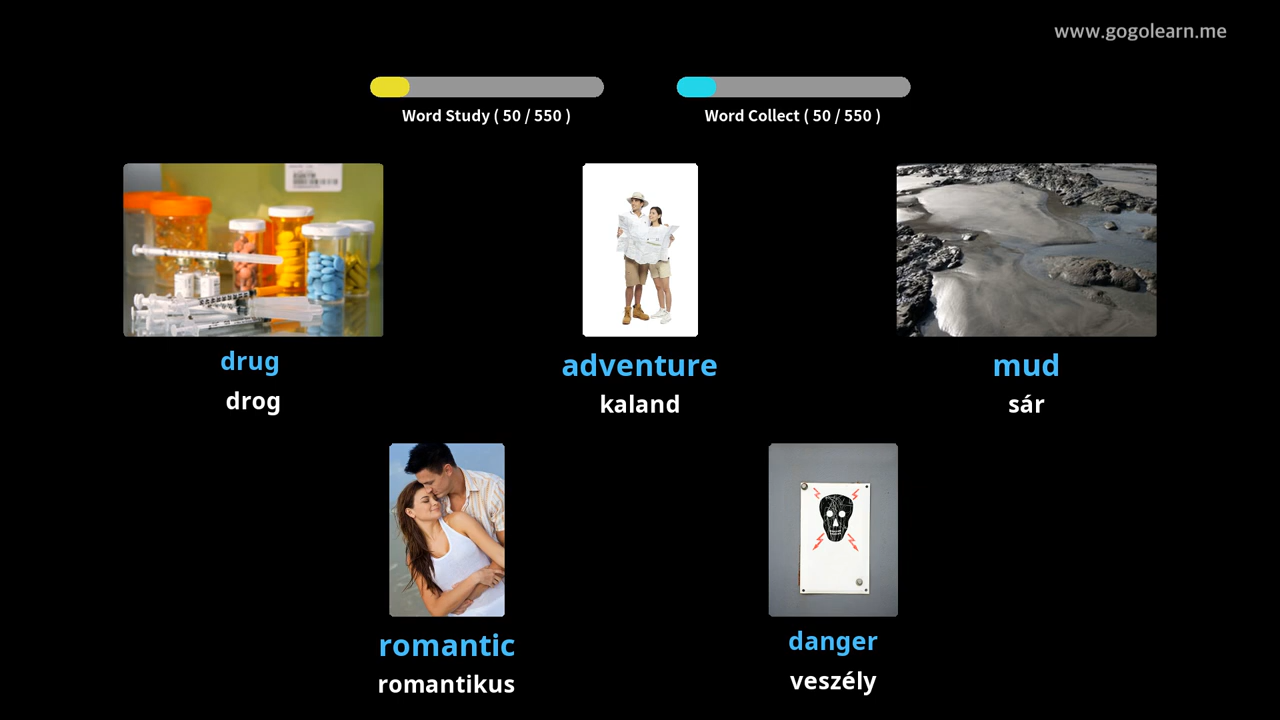 www.gogolearn.me
Word Study ( 50 / 550 )
Word Collect ( 50 / 550 )
drug
drog
adventure
kaland
mud
sár
romantic
romantikus
danger
veszély